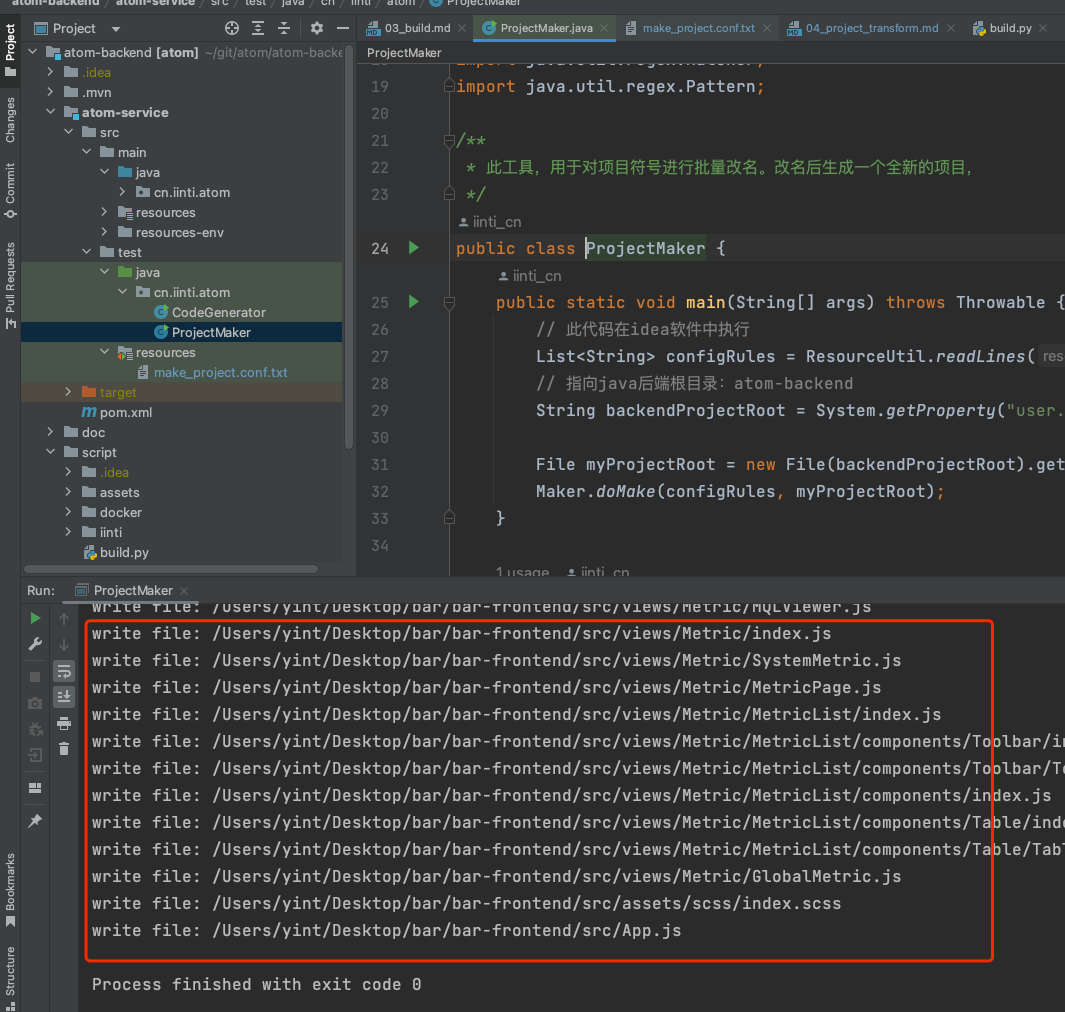 atom-backend / atom-service / src / test / java / cn / iinti / atom / ProjectMaker
Project
03_build.md
ProjectMaker.java
make_project.conf.txt
04_project_transform.md
build.py
Project
Changes
Commit
Pull Requests
Bookmarks
Structure
atom-backend [atom] ~/git/atom/atom-backe
.idea
.mvn
atom-service
src
main
java
cn.iinti.atom
resources
resources-env
test
java
cn.iinti.atom
CodeGenerator
ProjectMaker
resources
make_project.conf.txt
target
pom.xml
doc
script
.idea
assets
docker
iinti
build.py
ProjectMaker
19 import java.util.regex.Pattern;
20
21 /**
22 * 此工具，用于对项目符号进行批量改名。改名后生成一个全新的项目，
23 */
iinti_cn
24 public class ProjectMaker {
iinti_cn
25 public static void main(String[] args) throws Throwable {
26 // 此代码在idea软件中执行
27 List<String> configRules = ResourceUtil.readLines( res
28 // 指向java后端根目录：atom-backend
29 String backendProjectRoot = System.getProperty("user.
30
31 File myProjectRoot = new File(backendProjectRoot).get
32 Maker.doMake(configRules, myProjectRoot);
33 }
34
1 usage iinti_cn
Run: ProjectMaker
write file: /Users/yint/Desktop/bar/bar-frontend/src/views/Metric/MQLViewer.js
write file: /Users/yint/Desktop/bar/bar-frontend/src/views/Metric/index.js
write file: /Users/yint/Desktop/bar/bar-frontend/src/views/Metric/SystemMetric.js
write file: /Users/yint/Desktop/bar/bar-frontend/src/views/Metric/MetricPage.js
write file: /Users/yint/Desktop/bar/bar-frontend/src/views/Metric/MetricList/index.js
write file: /Users/yint/Desktop/bar/bar-frontend/src/views/Metric/MetricList/components/Toolbar/in
write file: /Users/yint/Desktop/bar/bar-frontend/src/views/Metric/MetricList/components/Toolbar/To
write file: /Users/yint/Desktop/bar/bar-frontend/src/views/Metric/MetricList/components/index.js
write file: /Users/yint/Desktop/bar/bar-frontend/src/views/Metric/MetricList/components/Table/inde
write file: /Users/yint/Desktop/bar/bar-frontend/src/views/Metric/MetricList/components/Table/Tabl
write file: /Users/yint/Desktop/bar/bar-frontend/src/views/Metric/GlobalMetric.js
write file: /Users/yint/Desktop/bar/bar-frontend/src/assets/scss/index.scss
write file: /Users/yint/Desktop/bar/bar-frontend/src/App.js
Process finished with exit code 0